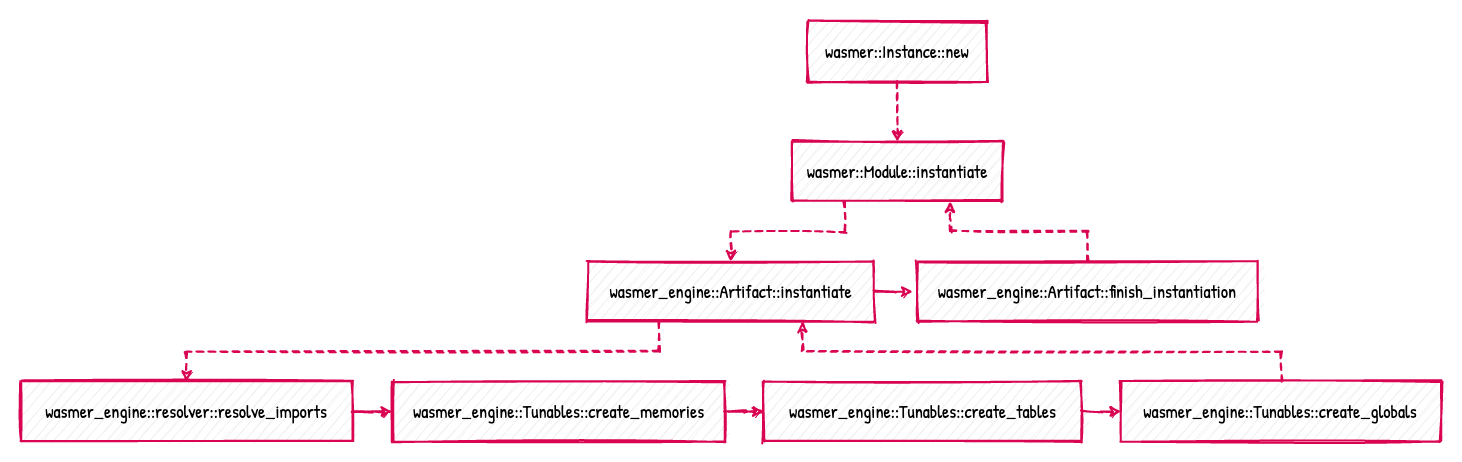 wasmer::Instance::new
wasmer::Module::instantiate
wasmer_engine::Artifact::instantiate
wasmer_engine::Artifact::finish_instantiation
wasmer_engine::resolver::resolve_imports
wasmer_engine::Tunables::create_memories
wasmer_engine::Tunables::create_tables
wasmer_engine::Tunables::create_globals